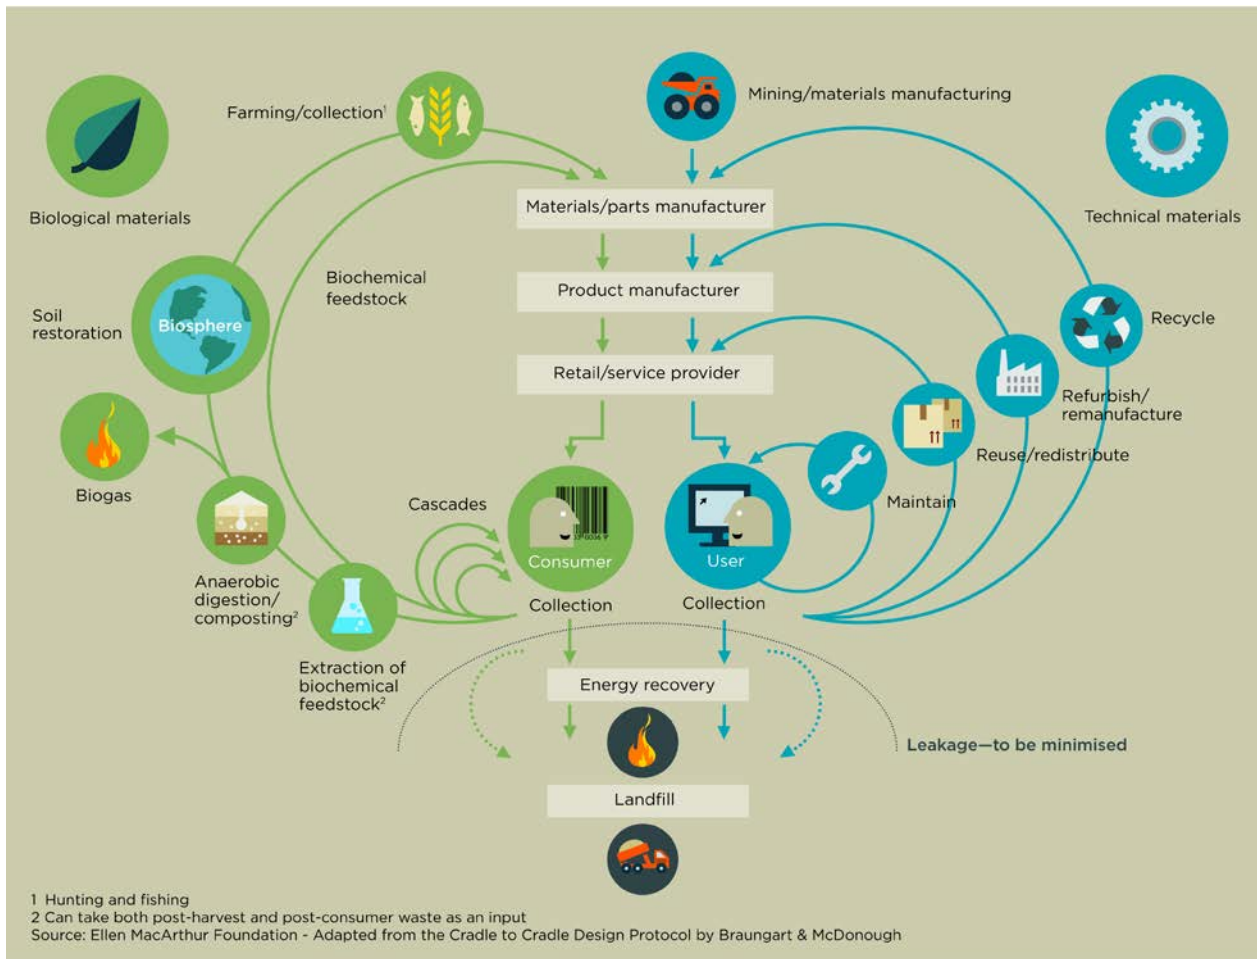 Farming/collection¹
Mining/materials manufacturing
Biological materials
Technical materials
Materials/parts manufacturer
Biochemical
feedstock
Product manufacturer
Soil
restoration
Biosphere
Recycle
Retail/service provider
Refurbish/
remanufacture
Reuse/redistribute
Biogas
Maintain
Cascades
Consumer
User
Anaerobic
digestion/
composting²
Collection
Collection
Extraction of
biochemical
feedstock²
Energy recovery
Leakage—to be minimised
Landfill
1 Hunting and fishing
2 Can take both post-harvest and post-consumer waste as an input
Source: Ellen MacArthur Foundation - Adapted from the Cradle to Cradle Design Protocol by Braungart & McDonough